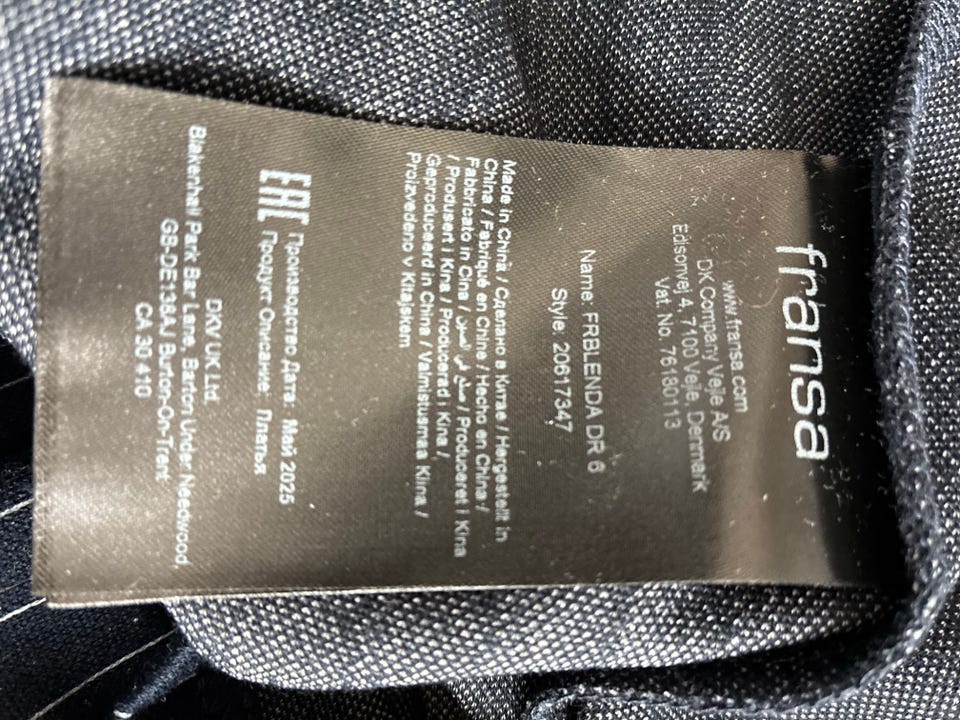 fransa
www.fransa.com
DK Company Vejle A/S
Edisonvej 4, 7100 Vejle, Denmark
Vat. No. 76180113
Name: FRBLENDA DR 6
Style: 20617347
Made in China / Сделано в Китае / Hergestellt in
China / Fabriqué en Chine / Hecho en China /
Fabbricato in Cina / صنع في الصين / Produceret i Kina
/ Produsert i Kina / Producerad i Kina /
Geproduceerd in China / Valmistuma Kiina /
Proizvedeno v Kitajskem
EAC Производство Дата: Май 2025
Продукт Описание: Платья
DKV UK Ltd.
Blakenhall Park Bar Lane, Barton Under Needwood,
GB-DE138AJ Burton-On-Trent
CA 30 410